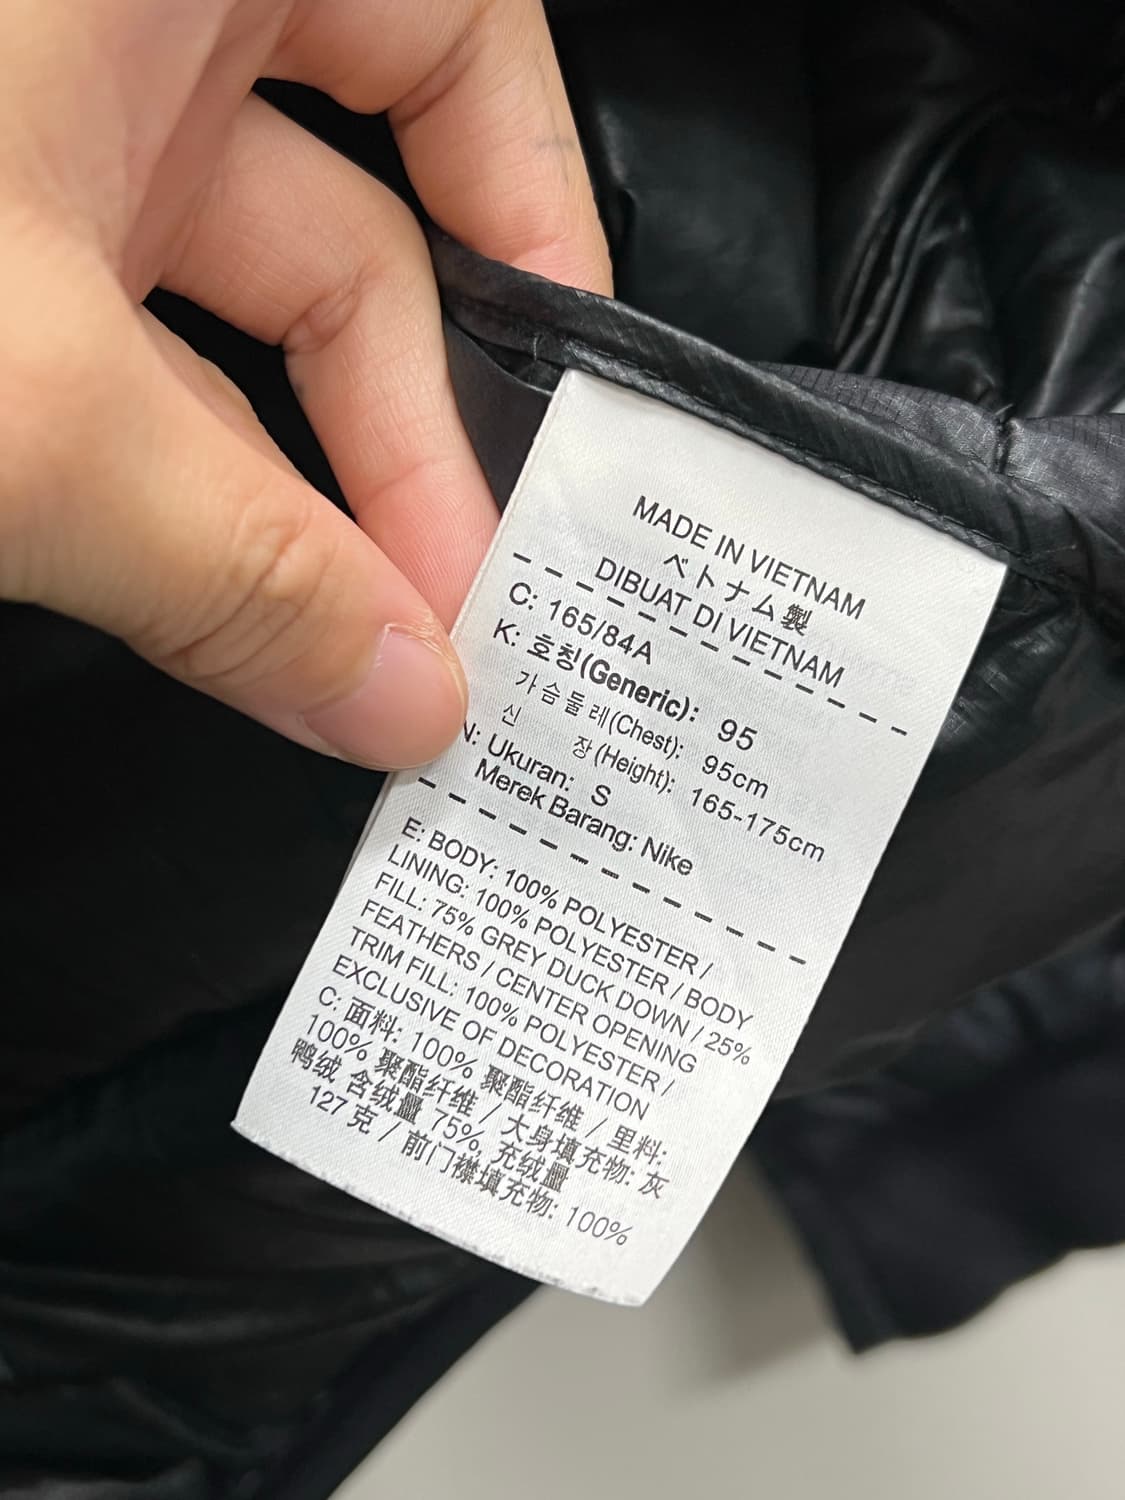 MADE IN VIETNAM
ベトナム製
DIBUAT DI VIETNAM
C: 165/84A
K: 호칭(Generic): 95
가슴둘레(Chest): 95cm
신 장(Height): 165-175cm
N: Ukuran: S
Merek Barang: Nike
E: BODY: 100% POLYESTER /
LINING: 100% POLYESTER / BODY
FILL: 75% GREY DUCK DOWN / 25%
FEATHERS / CENTER OPENING
TRIM FILL: 100% POLYESTER /
EXCLUSIVE OF DECORATION
C: 面料: 100% 聚酯纤维 / 里料:
100% 聚酯纤维 / 大身填充物: 灰
鸭绒 含绒量 75%, 充绒量
127 克 / 前门襟填充物: 100%